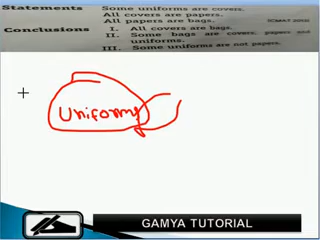 Statements Some uniforms are covers.
All covers are papers.
All papers are bags.
Conclusions I. All covers are bags.
II. Some bags are covers, papers and
uniforms.
III. Some uniforms are not papers.
Uniforms
GAMYA TUTORIAL